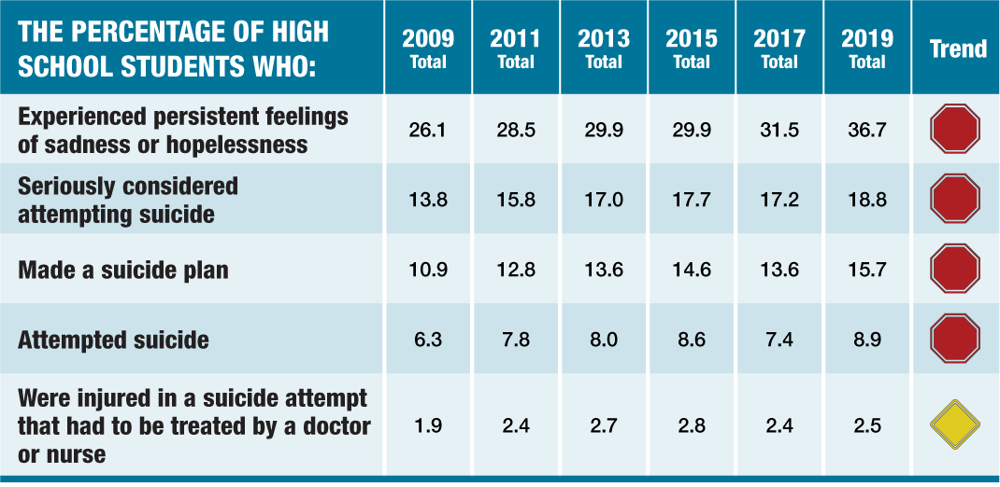 THE PERCENTAGE OF HIGH
SCHOOL STUDENTS WHO:
2009 Total
2011 Total
2013 Total
2015 Total
2017 Total
2019 Total
Trend
Experienced persistent feelings
of sadness or hopelessness
26.1 28.5 29.9 29.9 31.5 36.7
Seriously considered
attempting suicide
13.8 15.8 17.0 17.7 17.2 18.8
Made a suicide plan 10.9 12.8 13.6 14.6 13.6 15.7
Attempted suicide 6.3 7.8 8.0 8.6 7.4 8.9
Were injured in a suicide attempt
that had to be treated by a doctor
or nurse
1.9 2.4 2.7 2.8 2.4 2.5